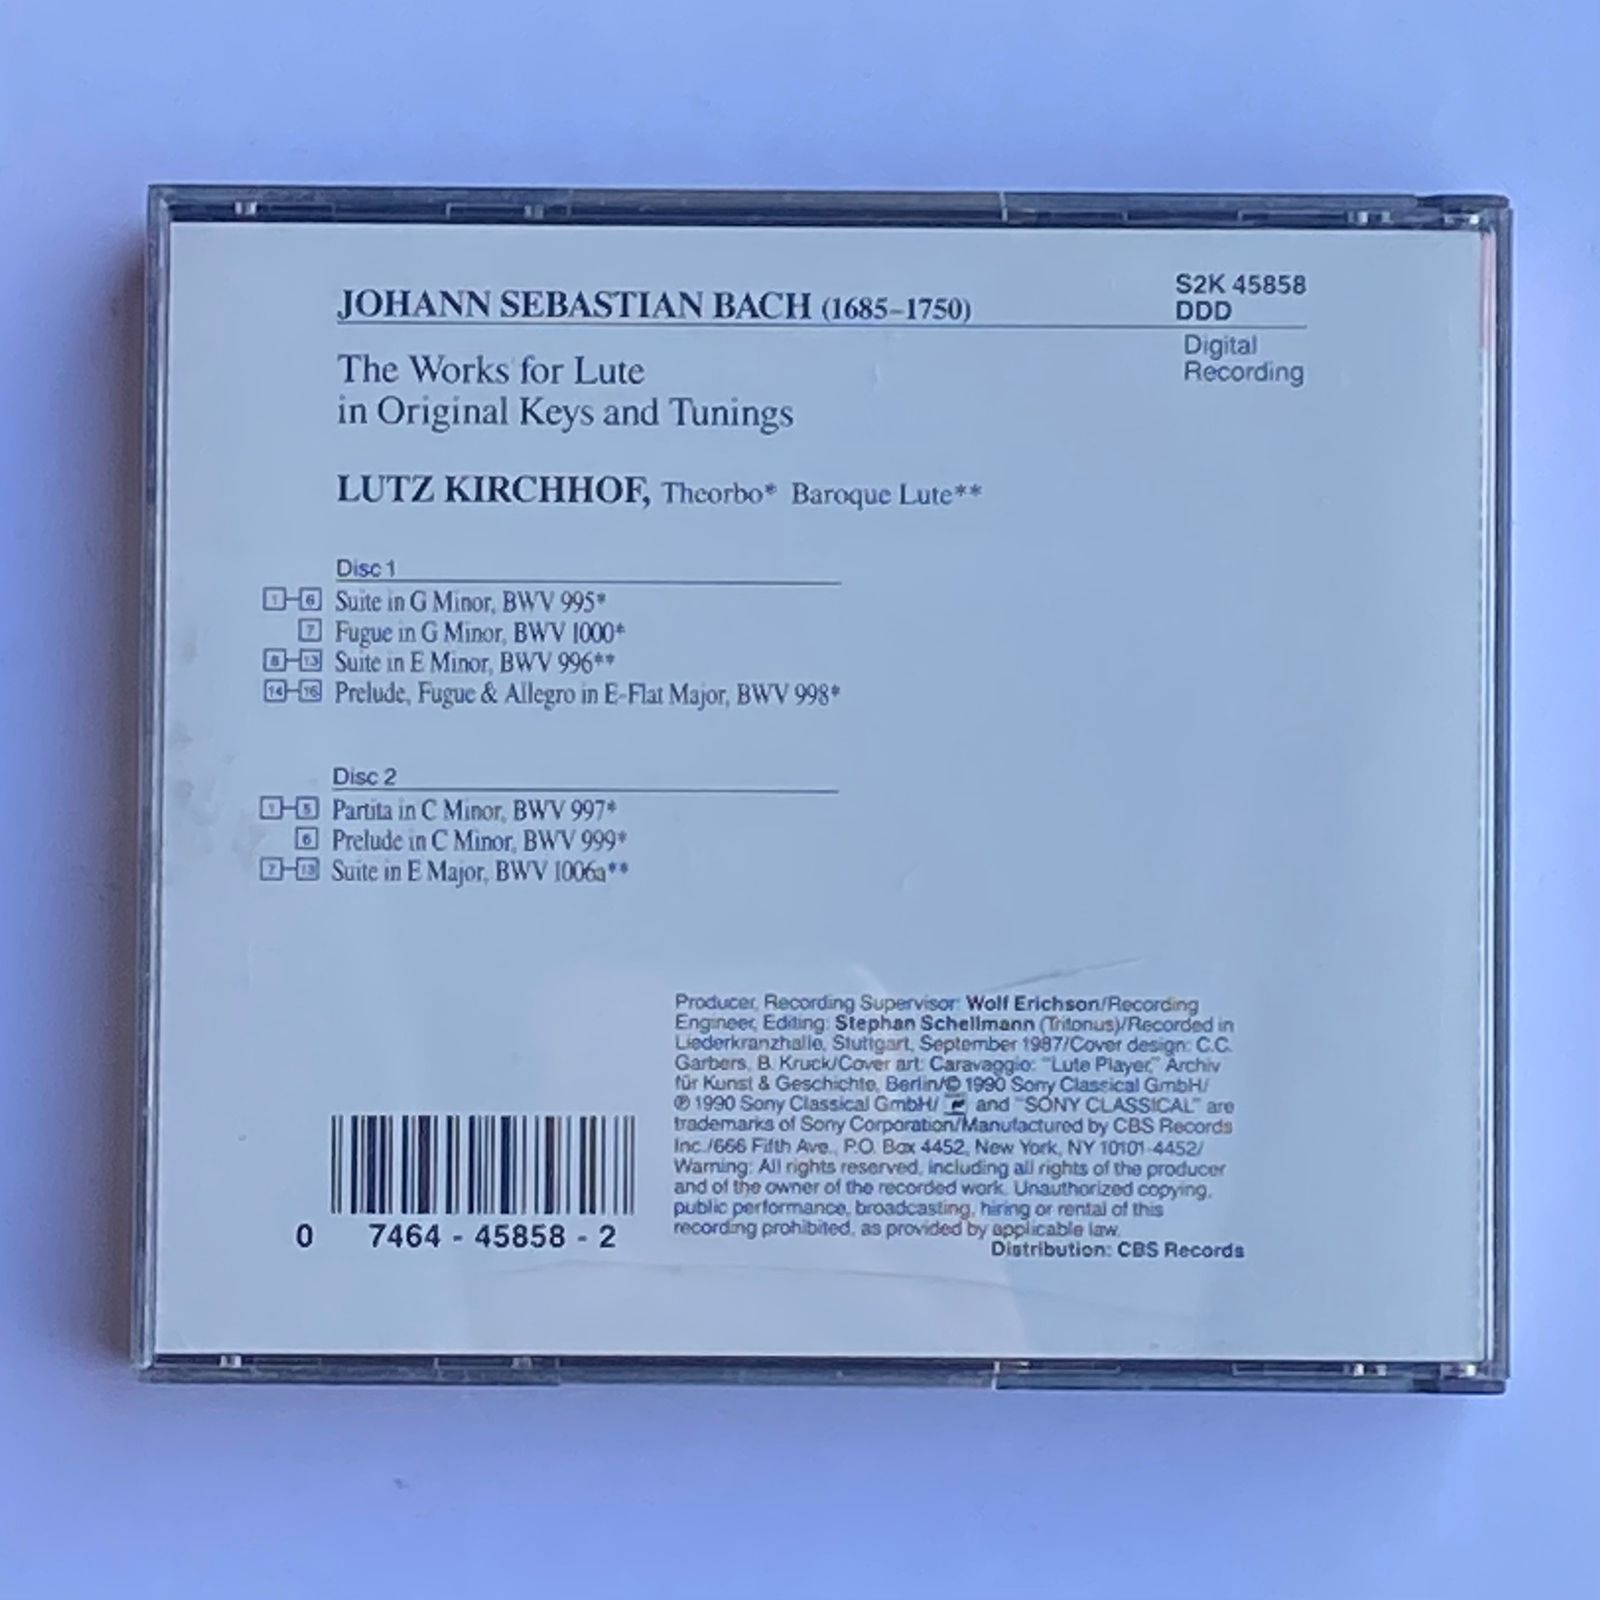 JOHANN SEBASTIAN BACH (1685–1750)
S2K 45858
DDD
Digital
Recording
The Works for Lute
in Original Keys and Tunings
LUTZ KIRCHHOF, Theorbo* Baroque Lute**
Disc 1
1–6 Suite in G Minor, BWV 995*
7 Fugue in G Minor, BWV 1000*
8–13 Suite in E Minor, BWV 996**
14–16 Prelude, Fugue & Allegro in E-Flat Major, BWV 998*
Disc 2
1–5 Partita in C Minor, BWV 997*
6 Prelude in C Minor, BWV 999*
7–13 Suite in E Major, BWV 1006a**
Producer, Recording Supervisor: Wolf Erichson/Recording
Engineer, Editing: Stephan Schellmann (Tritonus)/Recorded in
Liederkranzhalle, Stuttgart, September 1987/Cover design: C.C.
Garbers, B. Kruck/Cover art: Caravaggio: "Lute Player," Archiv
für Kunst & Geschichte, Berlin/© 1990 Sony Classical GmbH/
℗ 1990 Sony Classical GmbH/ and "SONY CLASSICAL" are
trademarks of Sony Corporation/Manufactured by CBS Records
Inc./666 Fifth Ave., P.O. Box 4452, New York, NY 10101-4452/
Warning: All rights reserved, including all rights of the producer
and of the owner of the recorded work. Unauthorized copying,
public performance, broadcasting, hiring or rental of this
recording prohibited, as provided by applicable law.
Distribution: CBS Records
0 7464 - 45858 - 2